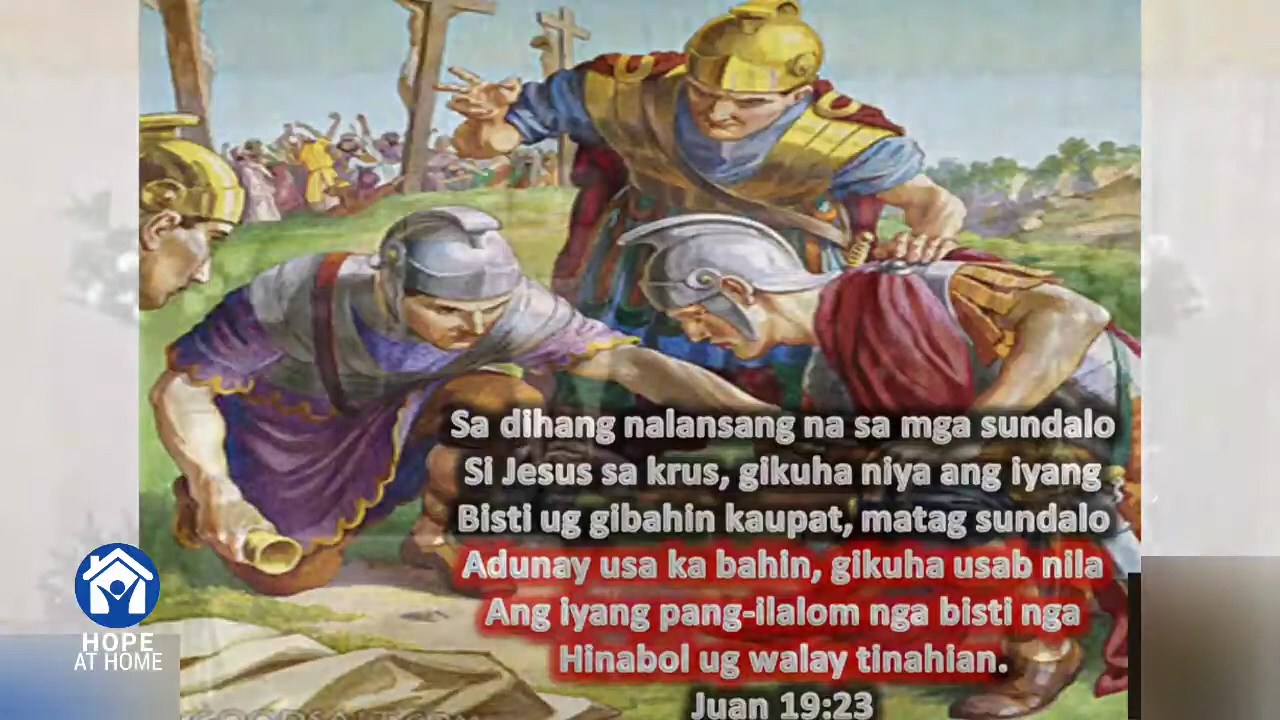 Sa dihang nalansang na sa mga sundalo
Si Jesus sa krus, gikuha niya ang iyang
Bisti ug gibahin kaupat, matag sundalo
Adunay usa ka bahin, gikuha usab nila
Ang iyang pang-ilalom nga bisti nga
Hinabol ug walay tinahian.
Juan 19:23
HOPE
AT HOME